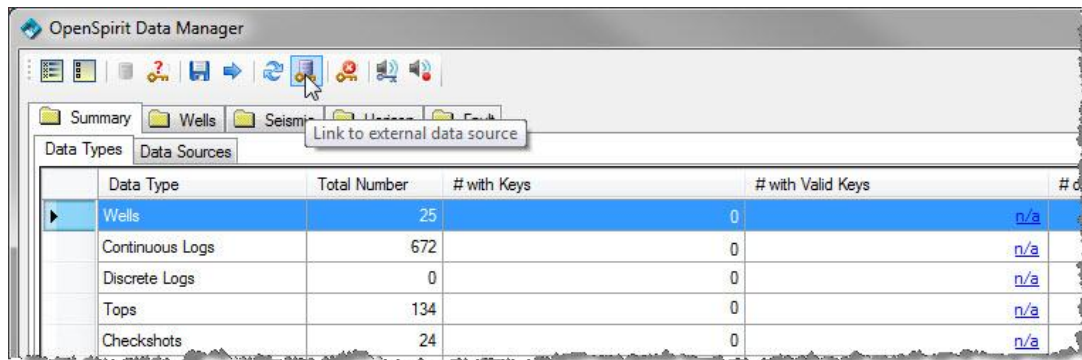 OpenSpirit Data Manager
Summary Wells Seismic
Link to external data source
Data Types Data Sources
Data Type Total Number # with Keys # with Valid Keys
Wells 25 0 n/a
Continuous Logs 672 0 n/a
Discrete Logs 0 0 n/a
Tops 134 0 n/a
Checkshots 24 0 n/a